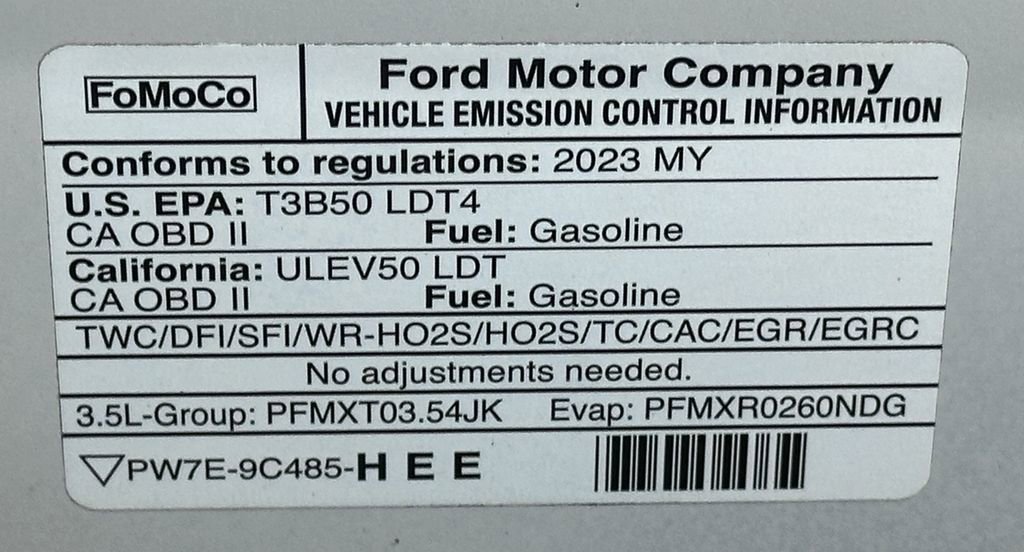 FoMoCo
Ford Motor Company
VEHICLE EMISSION CONTROL INFORMATION
Conforms to regulations: 2023 MY
U.S. EPA: T3B50 LDT4
CA OBD II Fuel: Gasoline
California: ULEV50 LDT
CA OBD II Fuel: Gasoline
TWC/DFI/SFI/WR-HO2S/HO2S/TC/CAC/EGR/EGRC
No adjustments needed.
3.5L-Group: PFMXT03.54JK Evap: PFMXR0260NDG
PW7E-9C485-H E E